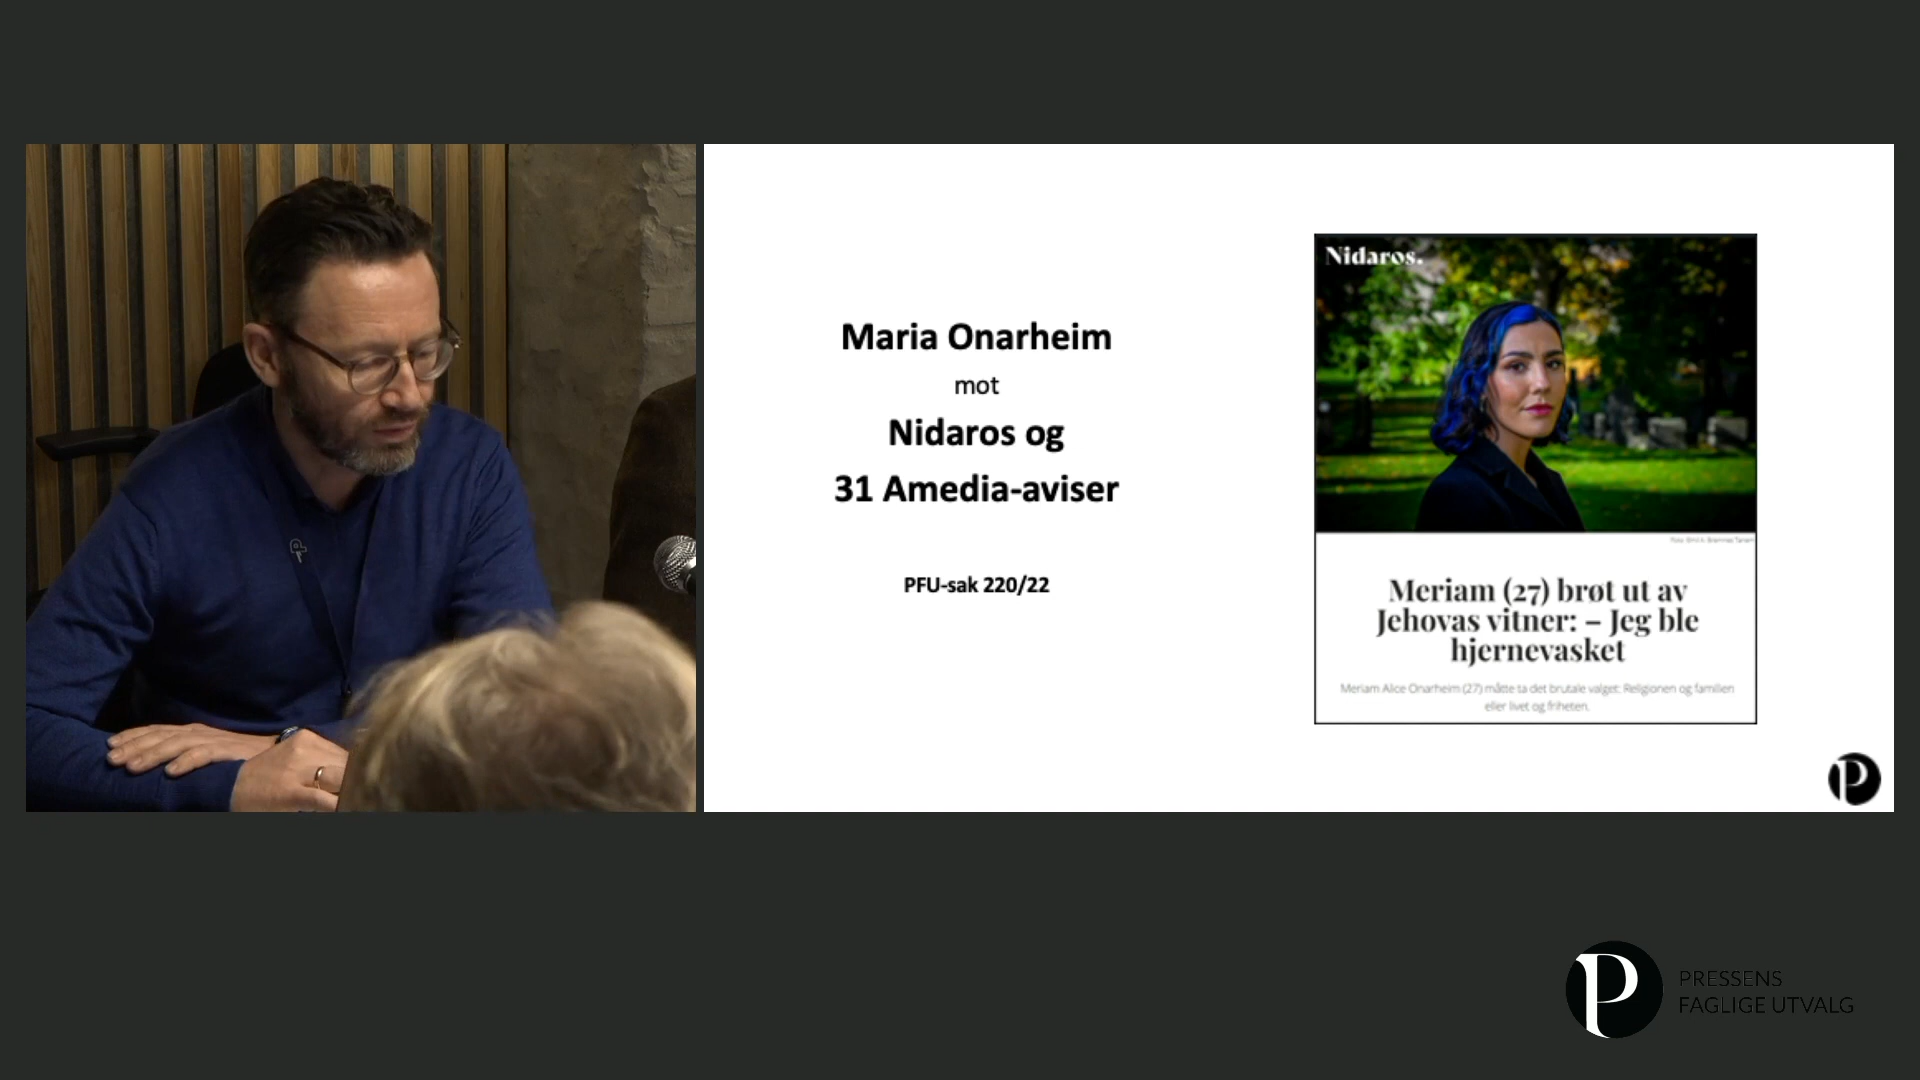 Maria Onarheim
mot
Nidaros og
31 Amedia-aviser
PFU-sak 220/22
Nidaros.
Meriam (27) brøt ut av
Jehovas vitner: – Jeg ble
hjernevasket
Meriam Alice Onarheim (27) måtte ta det brutale valget: Religionen og familien
eller livet og friheten.
PRESSENS
FAGLIGE UTVALG